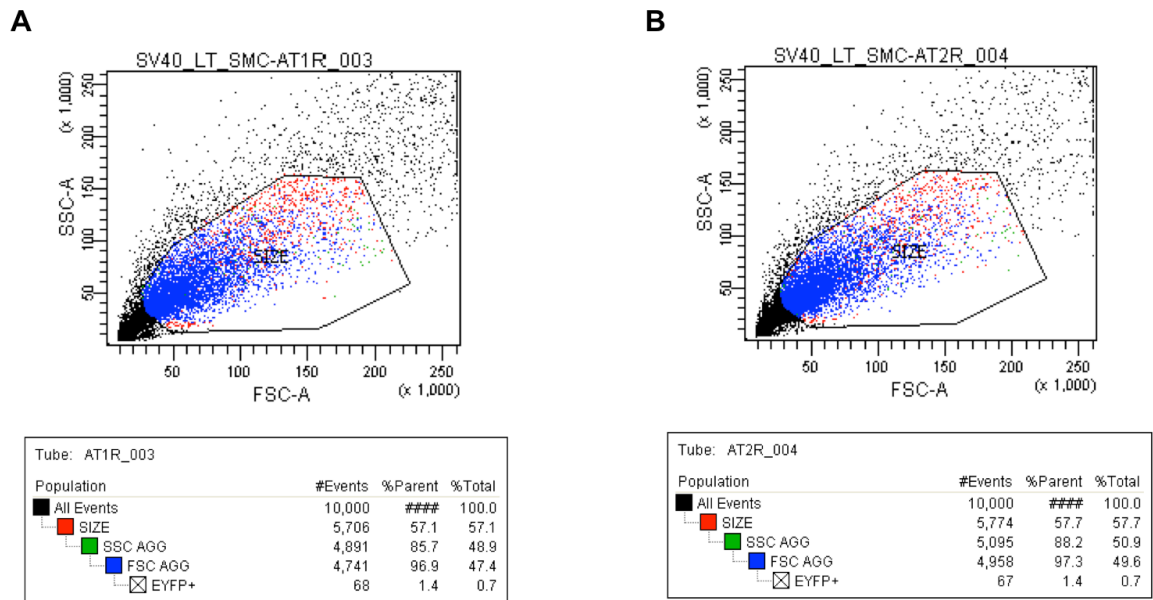 A
SV40_LT_SMC-AT1R_003
(x 1,000)
250
200
150
100
50
SSC-A
SIZE
50 100 150 200 250
FSC-A
(x 1,000)
Tube: AT1R_003
Population #Events %Parent %Total
All Events 10,000 #### 100.0
SIZE 5,706 57.1 57.1
SSC AGG 4,891 85.7 48.9
FSC AGG 4,741 96.9 47.4
EYFP+ 68 1.4 0.7
B
SV40_LT_SMC-AT2R_004
(x 1,000)
250
200
150
100
50
SSC-A
SIZE
50 100 150 200 250
FSC-A
(x 1,000)
Tube: AT2R_004
Population #Events %Parent %Total
All Events 10,000 #### 100.0
SIZE 5,774 57.7 57.7
SSC AGG 5,095 88.2 50.9
FSC AGG 4,958 97.3 49.6
EYFP+ 67 1.4 0.7